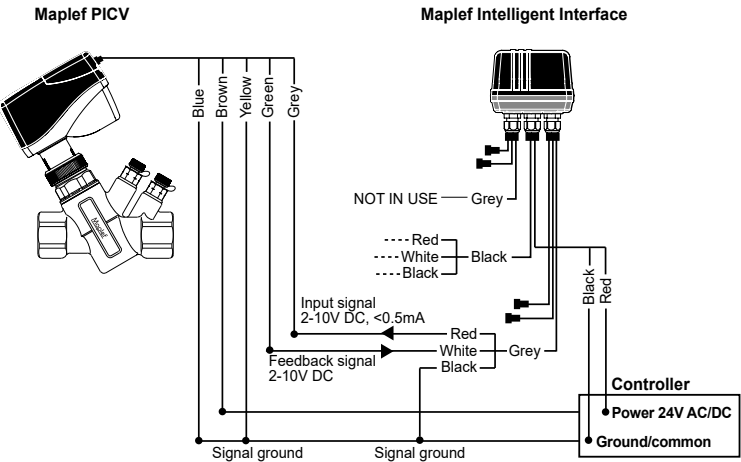 Maplef PICV
Maplef Intelligent Interface
Blue
Brown
Yellow
Green
Grey
Maplef
NOT IN USE
Grey
Red
White
Black
Black
Black
Red
Input signal
2-10V DC, <0.5mA
Red
White
Grey
Black
Feedback signal
2-10V DC
Controller
Power 24V AC/DC
Ground/common
Signal ground
Signal ground